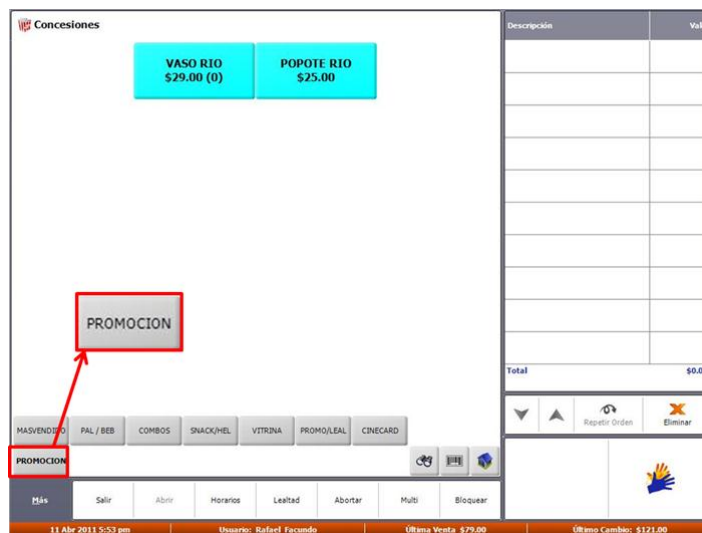 Concesiones
Descripción
VASO RIO
$29.00 (0)
POPOTE RIO
$25.00
PROMOCION
Total
MASVENDIDO
PAL / BEB
COMBOS
SNACK/HEL
VITRINA
PROMO/LEAL
CINECARD
PROMOCION
Repetir Orden
Eliminar
Más
Salir
Abrir
Horarios
Lealtad
Abortar
Multi
Bloquear
11 Abr 2011 5:53 pm
Usuario: Rafael Facundo
Última Venta $79.00
Último Cambio: $121.00